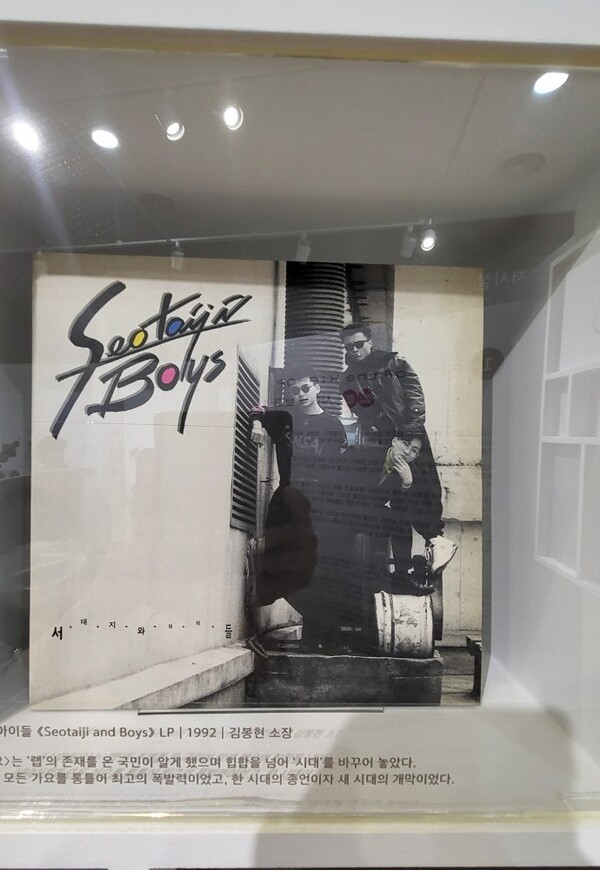 Seotaiji N
Boys
서 대 지 와 아 이 들
아이들 《Seotaiji and Boys》 LP | 1992 | 김봉현 소장
는 '랩'의 존재를 온 국민이 알게 했으며 힙합을 넘어 '시대'를 바꾸어 놓았다.
모든 가요를 통틀어 최고의 폭발력이었고, 한 시대의 종언이자 새 시대의 개막이었다.